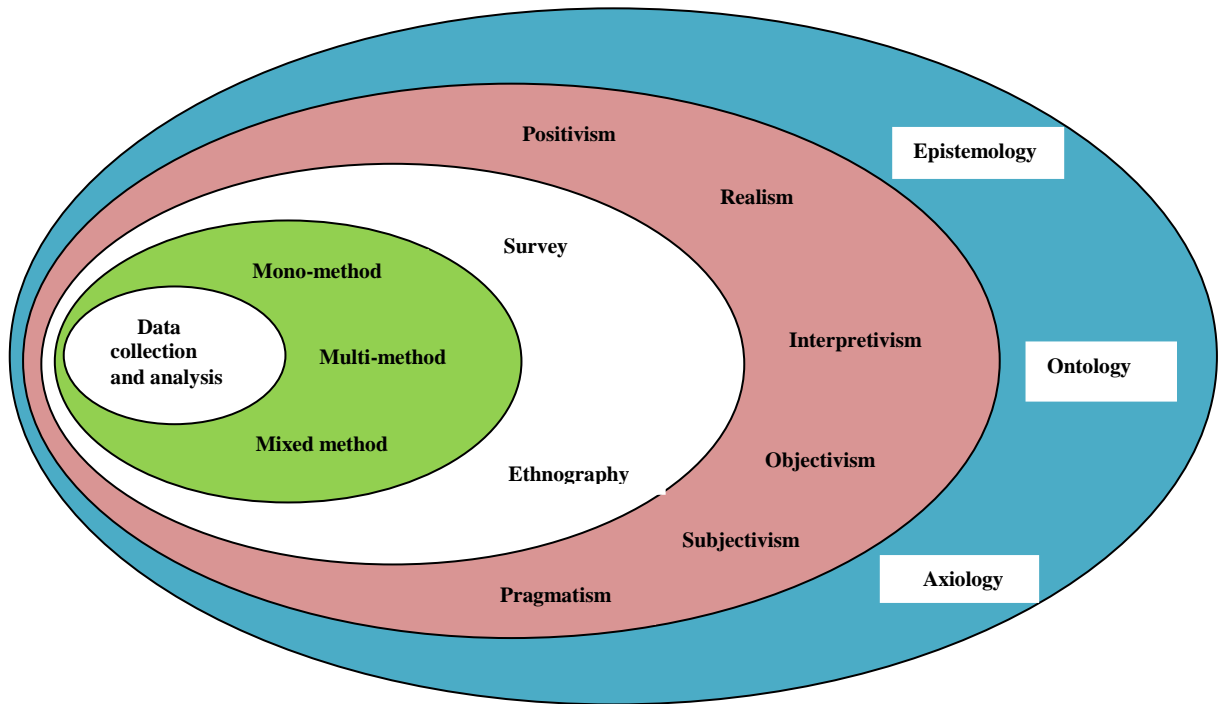 Positivism
Epistemology
Realism
Survey
Mono-method
Data
collection
and analysis
Multi-method
Interpretivism
Ontology
Mixed method
Objectivism
Ethnography
Subjectivism
Axiology
Pragmatism